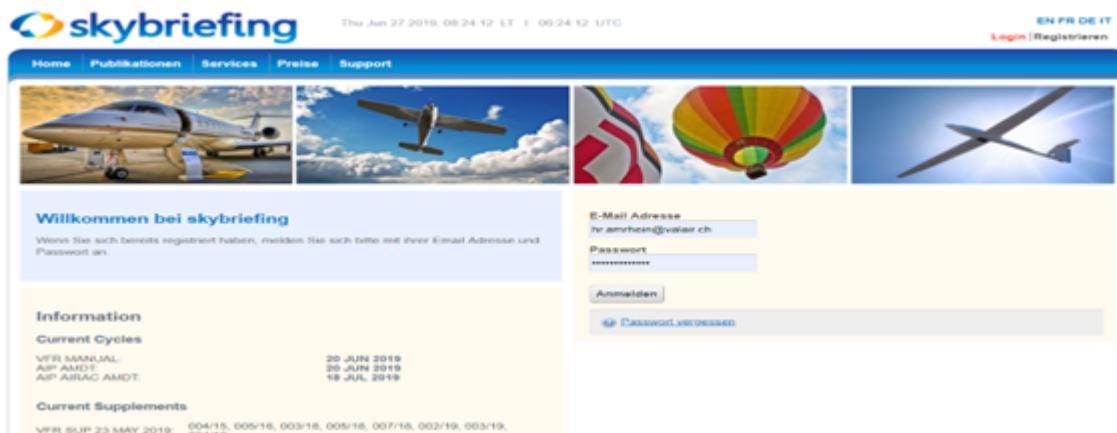 skybriefing
Thu Jun 27 2019, 08:24:12 LT | 06:24:12 UTC
EN FR DE IT
Login | Registrieren
Home Publikationen Services Preise Support
Willkommen bei skybriefing
Wenn Sie sich bereits registriert haben, melden Sie sich bitte mit ihrer Email Adresse und
Passwort an.
E-Mail Adresse
hr.amrhein@valair.ch
Passwort
Anmelden
Passwort vergessen
Information
Current Cycles
VFR MANUAL: 20 JUN 2019
AIP AMDT: 20 JUN 2019
AIP AIRAC AMDT: 18 JUL 2019
Current Supplements
VFR SUP 23 MAY 2019: 004/15, 005/16, 003/18, 005/18, 007/18, 002/19, 003/19,